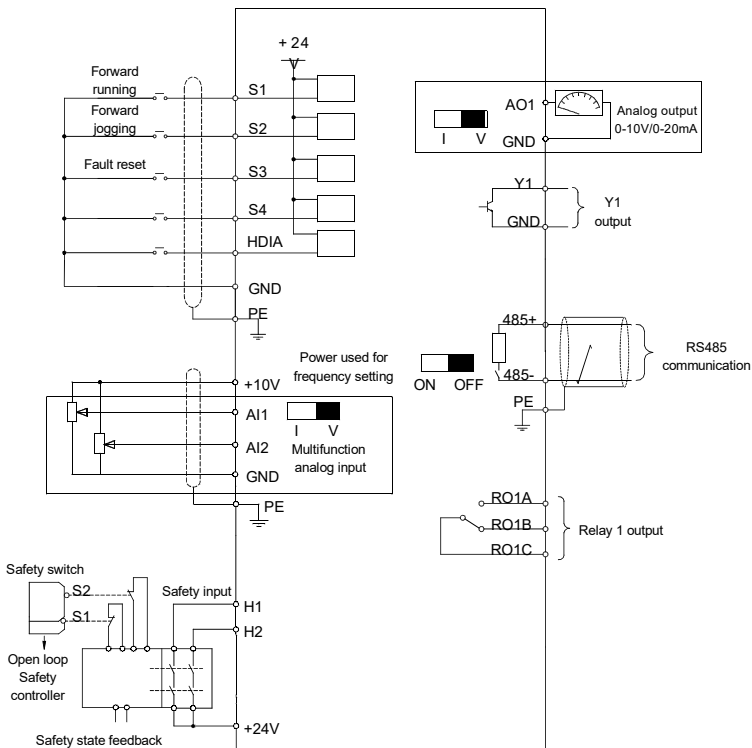 + 24
V
Forward
running
S1
Forward
jogging
S2
Fault reset
S3
S4
HDIA
GND
PE
Power used for
frequency setting
+10V
AI1
I V
AI2
Multifunction
analog input
GND
PE
Safety switch
S2
S1
Safety input
H1
H2
Open loop
Safety
controller
+24V
Safety state feedback
AO1
Analog output
0-10V/0-20mA
I V
GND
Y1
Y1
output
GND
485+
RS485
communication
ON OFF
485-
PE
RO1A
RO1B
Relay 1 output
RO1C